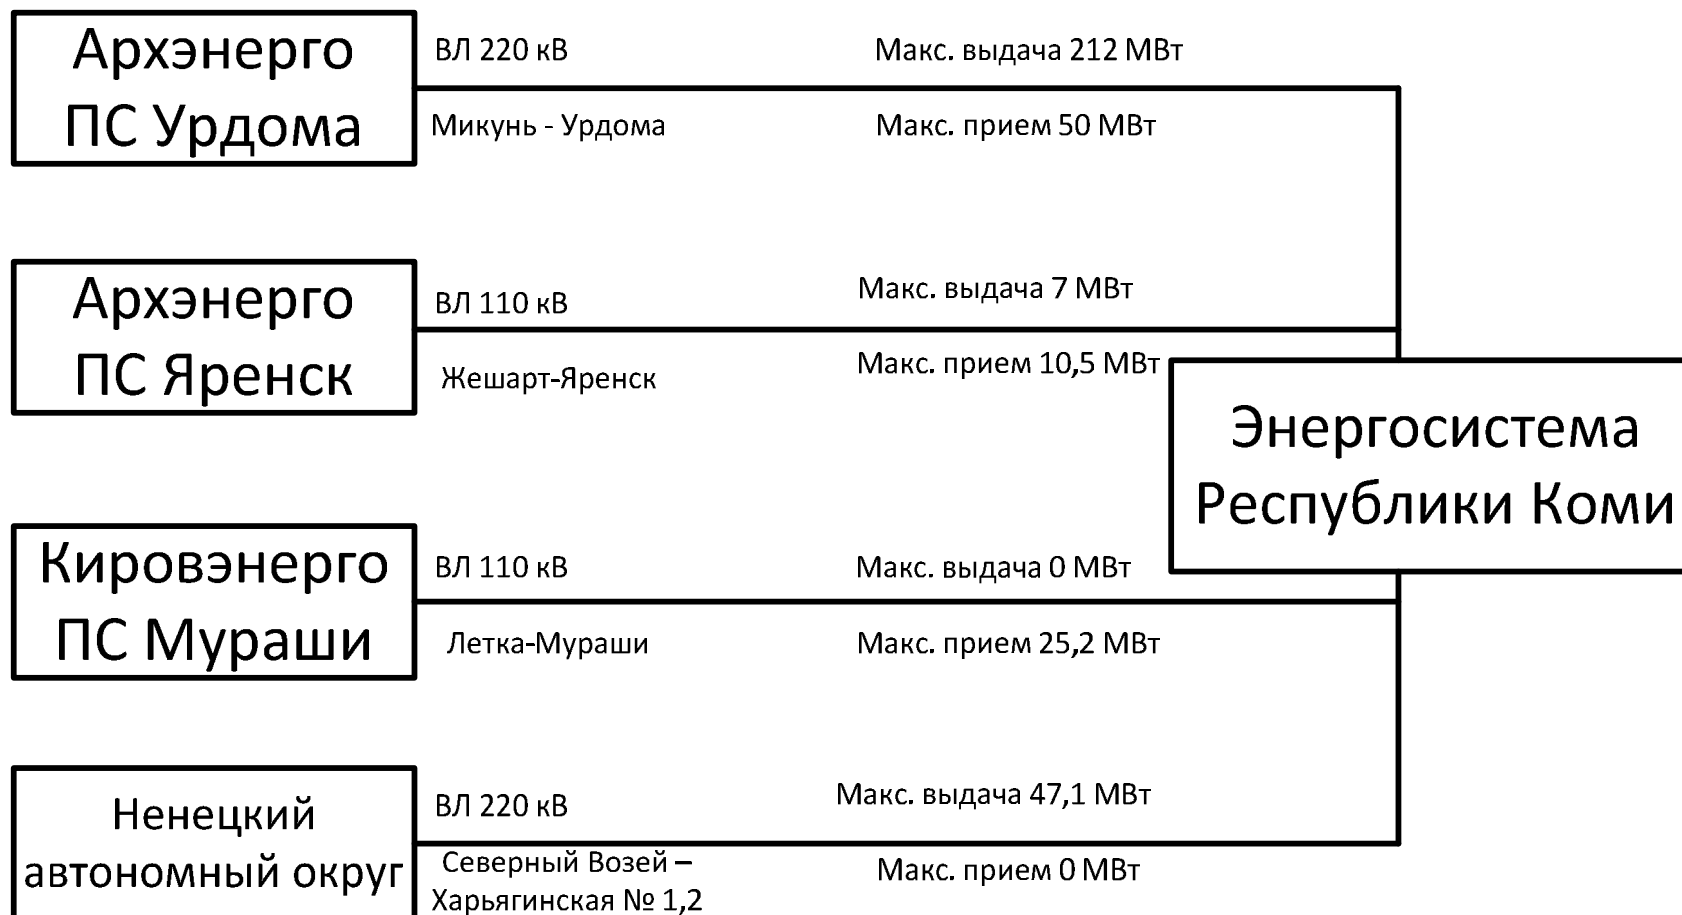 Архэнерго
ПС Урдома
ВЛ 220 кВ
Микунь - Урдома
Макс. выдача 212 МВт
Макс. прием 50 МВт
Архэнерго
ПС Яренск
ВЛ 110 кВ
Жешарт-Яренск
Макс. выдача 7 МВт
Макс. прием 10,5 МВт
Энергосистема
Республики Коми
Кировэнерго
ПС Мураши
ВЛ 110 кВ
Летка-Мураши
Макс. выдача 0 МВт
Макс. прием 25,2 МВт
Ненецкий
автономный округ
ВЛ 220 кВ
Северный Возей –
Харьягинская № 1,2
Макс. выдача 47,1 МВт
Макс. прием 0 МВт